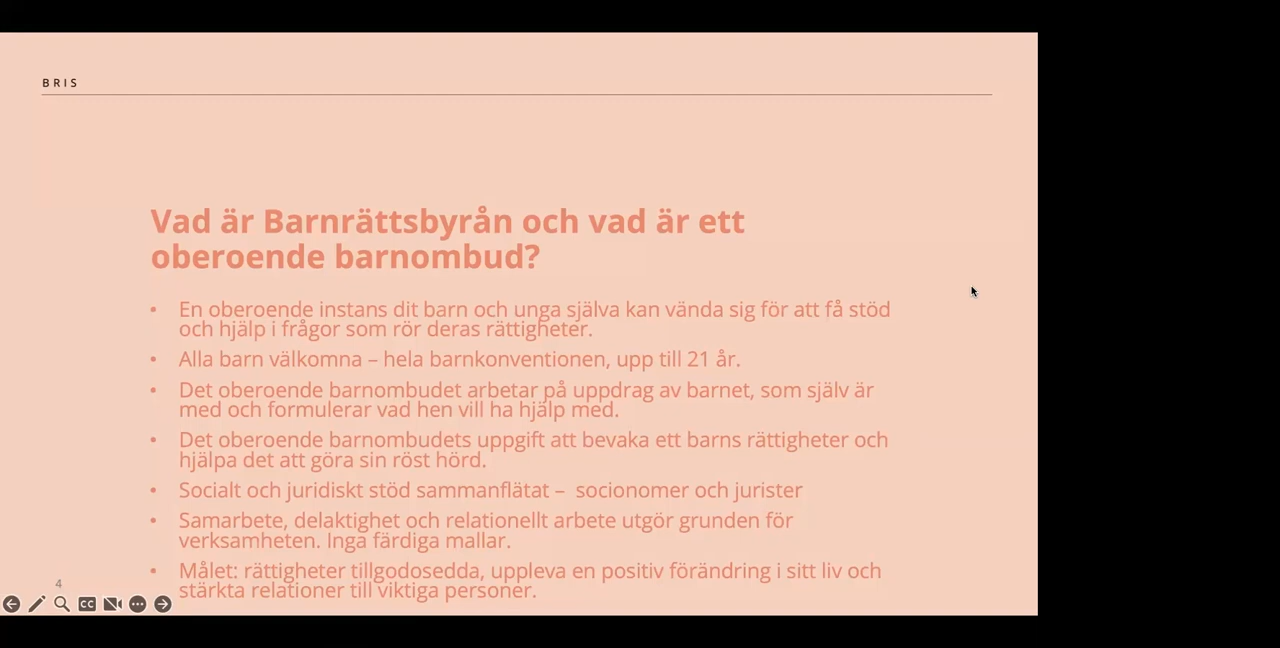 BRIS
Vad är Barnrättsbyrån och vad är ett
oberoende barnombud?
• En oberoende instans dit barn och unga själva kan vända sig för att få stöd
och hjälp i frågor som rör deras rättigheter.
• Alla barn välkomna – hela barnkonventionen, upp till 21 år.
• Det oberoende barnombudet arbetar på uppdrag av barnet, som själv är
med och formulerar vad hen vill ha hjälp med.
• Det oberoende barnombudets uppgift att bevaka ett barns rättigheter och
hjälpa det att göra sin röst hörd.
• Socialt och juridiskt stöd sammanflätat – socionomer och jurister
• Samarbete, delaktighet och relationellt arbete utgör grunden för
verksamheten. Inga färdiga mallar.
• Målet: rättigheter tillgodosedda, uppleva en positiv förändring i sitt liv och
stärkta relationer till viktiga personer.
4
CC